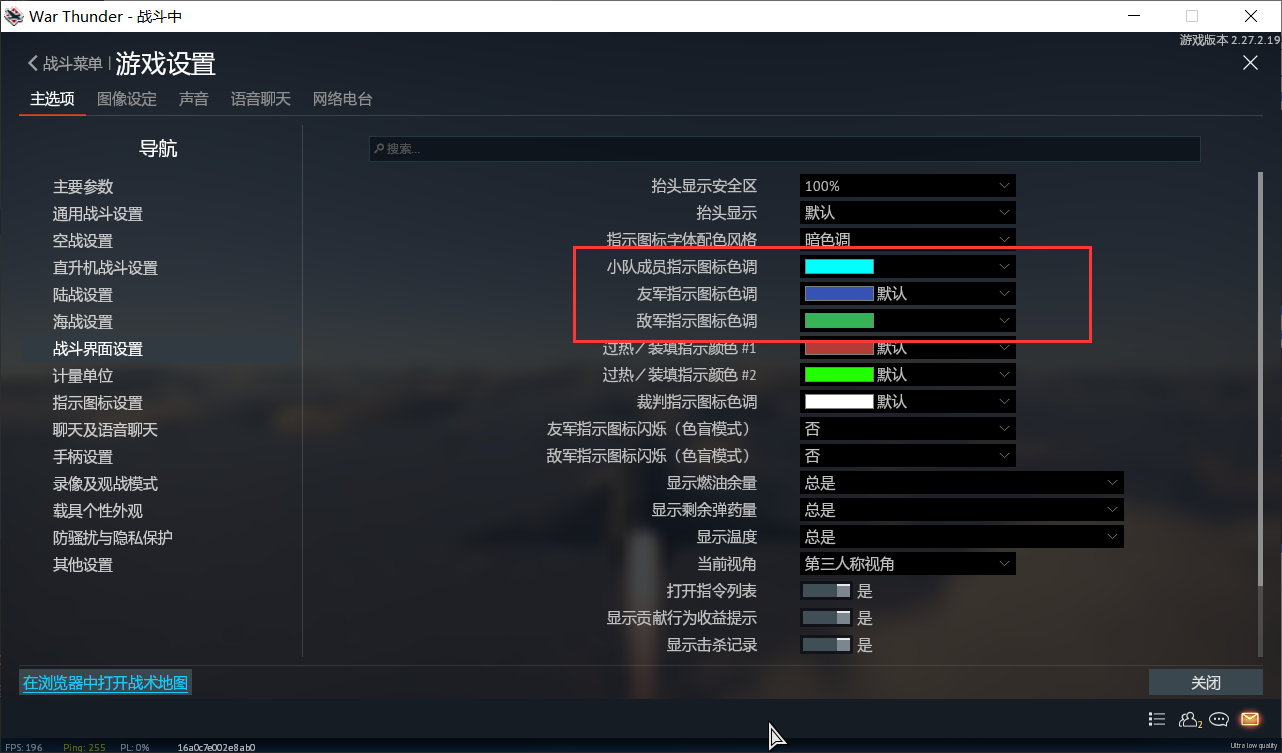 War Thunder - 战斗中
游戏版本 2.27.2.19
战斗菜单 | 游戏设置
主选项 图像设定 声音 语音聊天 网络电台
导航
搜索...
主要参数
通用战斗设置
空战设置
直升机战斗设置
陆战设置
海战设置
战斗界面设置
计量单位
指示图标设置
聊天及语音聊天
手柄设置
录像及观战模式
载具个性外观
防骚扰与隐私保护
其他设置
抬头显示安全区 100%
抬头显示 默认
指示图标字体配色风格 暗色调
小队成员指示图标色调
友军指示图标色调 默认
敌军指示图标色调
过热／装填指示颜色 #1 默认
过热／装填指示颜色 #2 默认
裁判指示图标色调 默认
友军指示图标闪烁（色盲模式） 否
敌军指示图标闪烁（色盲模式） 否
显示燃油余量 总是
显示剩余弹药量 总是
显示温度 总是
当前视角 第三人称视角
打开指令列表 是
显示贡献行为收益提示 是
显示击杀记录 是
在浏览器中打开战术地图
关闭
2
FPS: 196 Ping: 255 PL: 0% 16a0c7e002e8ab0
Ultra low quality